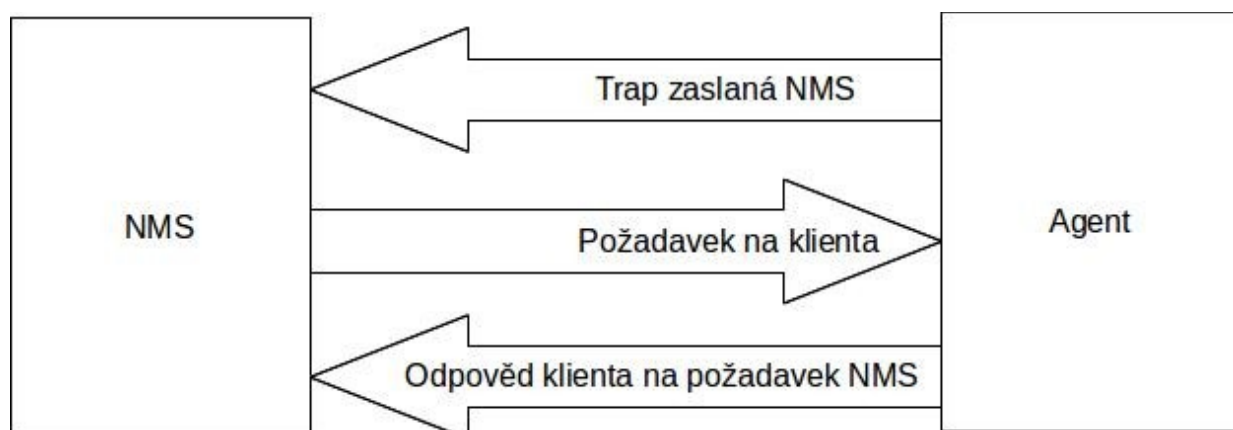 Trap zaslaná NMS
NMS
Požadavek na klienta
Agent
Odpověd klienta na požadavek NMS